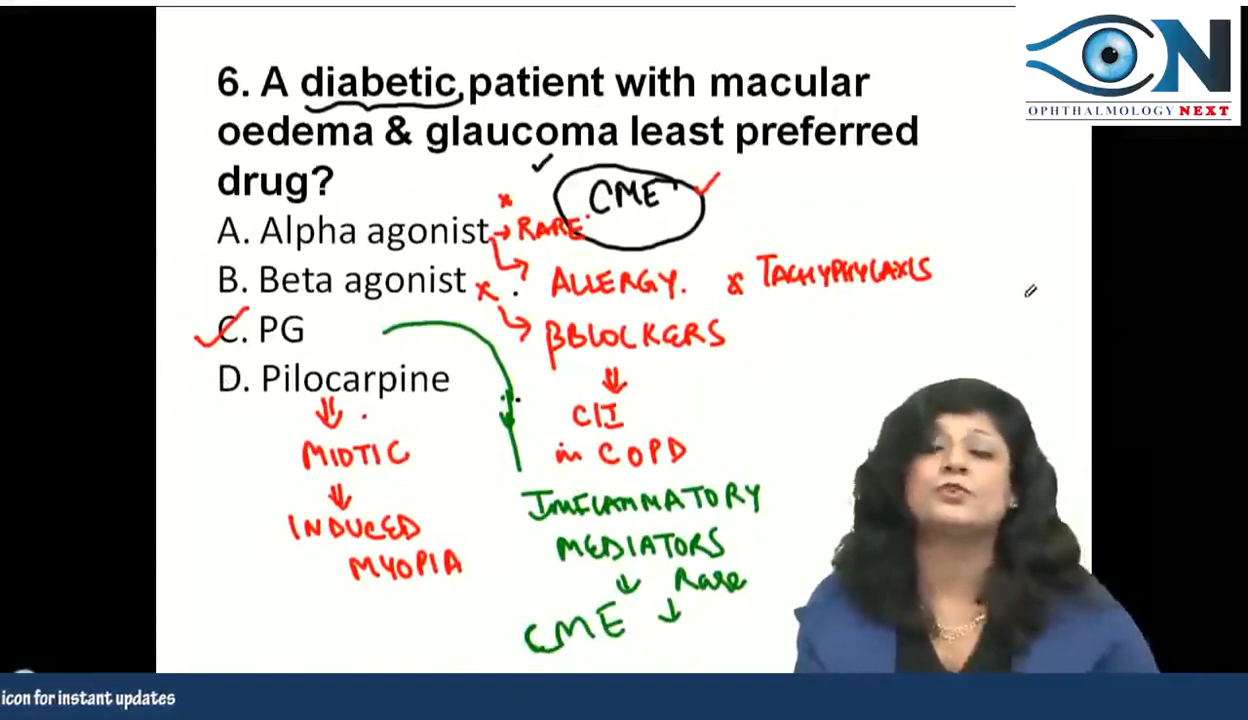 ON
OPHTHALMOLOGY NEXT
6. A diabetic patient with macular
oedema & glaucoma least preferred
drug?
CME
A. Alpha agonist → RARE
B. Beta agonist
ALLERGY. & TACHYPHYLAXIS
C. PG
βBLOCKERS
D. Pilocarpine
C/I
MIOTIC
in COPD
INDUCED
MYOPIA
INFLAMMATORY
MEDIATORS
Rare
CME
icon for instant updates